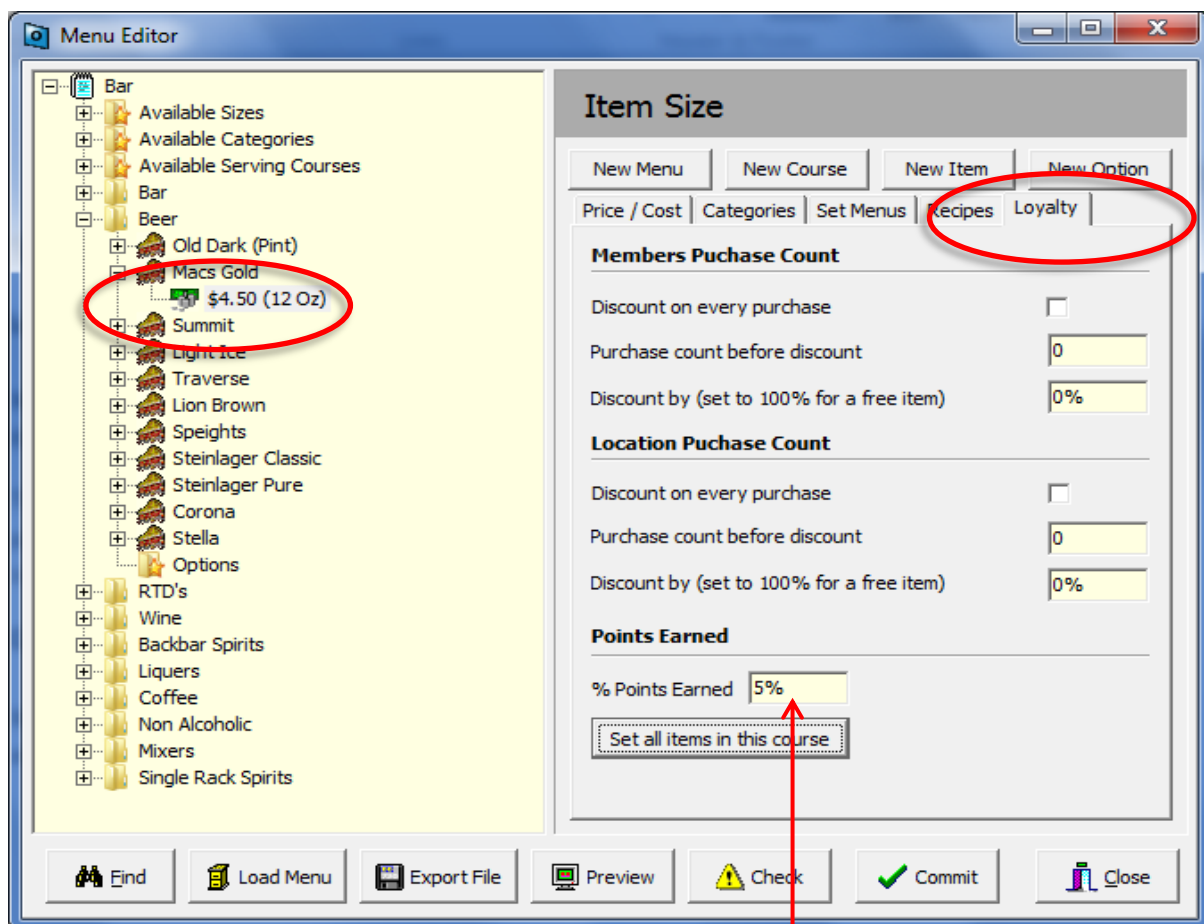 Menu Editor
Bar
Available Sizes
Available Categories
Available Serving Courses
Bar
Beer
Old Dark (Pint)
Macs Gold
$4.50 (12 Oz)
Summit
Light Ice
Traverse
Lion Brown
Speights
Steinlager Classic
Steinlager Pure
Corona
Stella
Options
RTD's
Wine
Backbar Spirits
Liquers
Coffee
Non Alcoholic
Mixers
Single Rack Spirits
Item Size
New Menu New Course New Item New Option
Price / Cost Categories Set Menus Recipes Loyalty
Members Puchase Count
Discount on every purchase
Purchase count before discount 0
Discount by (set to 100% for a free item) 0%
Location Puchase Count
Discount on every purchase
Purchase count before discount 0
Discount by (set to 100% for a free item) 0%
Points Earned
% Points Earned 5%
Set all items in this course
Find Load Menu Export File Preview Check Commit Close